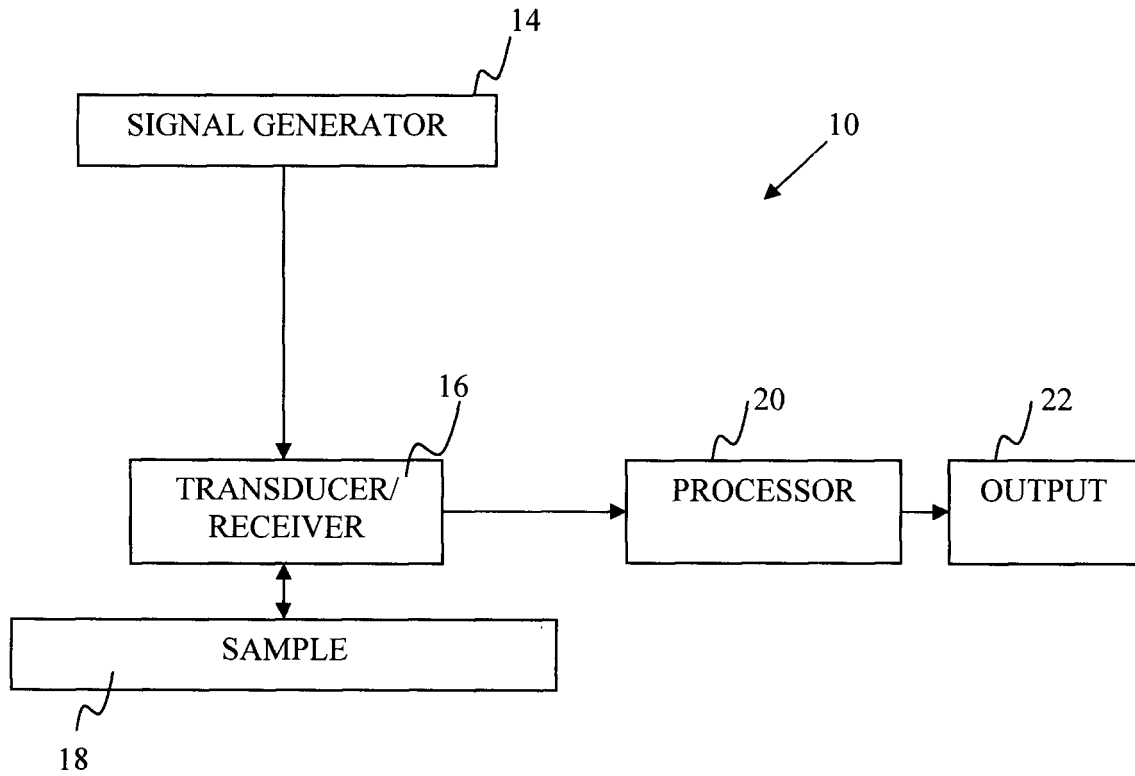 14
SIGNAL GENERATOR
10
16
20
22
TRANSDUCER/
RECEIVER
PROCESSOR
OUTPUT
SAMPLE
18